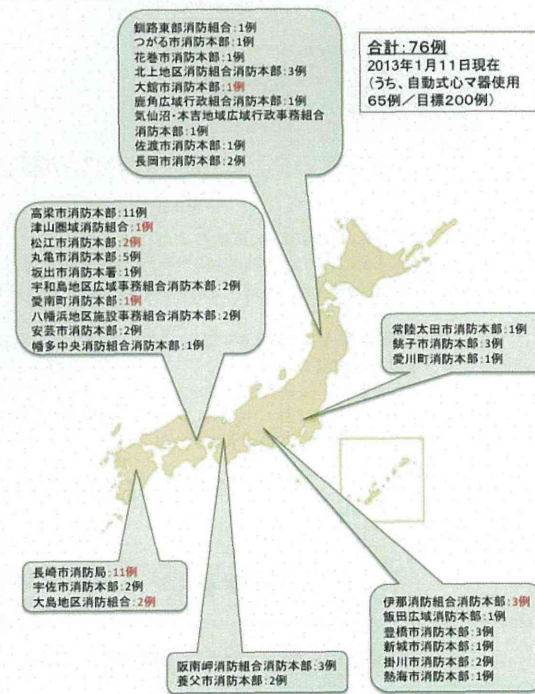 釧路東部消防組合:1例
つがる市消防本部:1例
花巻市消防本部:1例
北上地区消防組合消防本部:3例
大館市消防本部:1例
鹿角広域行政組合消防本部:1例
気仙沼・本吉地域広域行政事務組合
消防本部:1例
佐渡市消防本部:1例
長岡市消防本部:2例
合計:76例
2013年1月11日現在
(うち、自動式心マ器使用
65例/目標200例)
高梁市消防本部:11例
津山圏域消防組合:1例
松江市消防本部:2例
丸亀市消防本部:5例
坂出市消防本署:1例
宇和島地区広域事務組合消防本部:2例
愛南町消防本部:1例
八幡浜地区施設事務組合消防本部:2例
安芸市消防本部:2例
幡多中央消防組合消防本部:1例
常陸太田市消防本部:1例
銚子市消防本部:3例
愛川町消防本部:1例
長崎市消防局:11例
宇佐市消防本部:2例
大島地区消防組合:2例
阪南岬消防組合消防本部:3例
養父市消防本部:2例
伊那消防組合消防本部:3例
飯田広域消防本部:1例
豊橋市消防本部:3例
新城市消防本部:1例
掛川市消防本部:2例
熱海市消防本部:1例